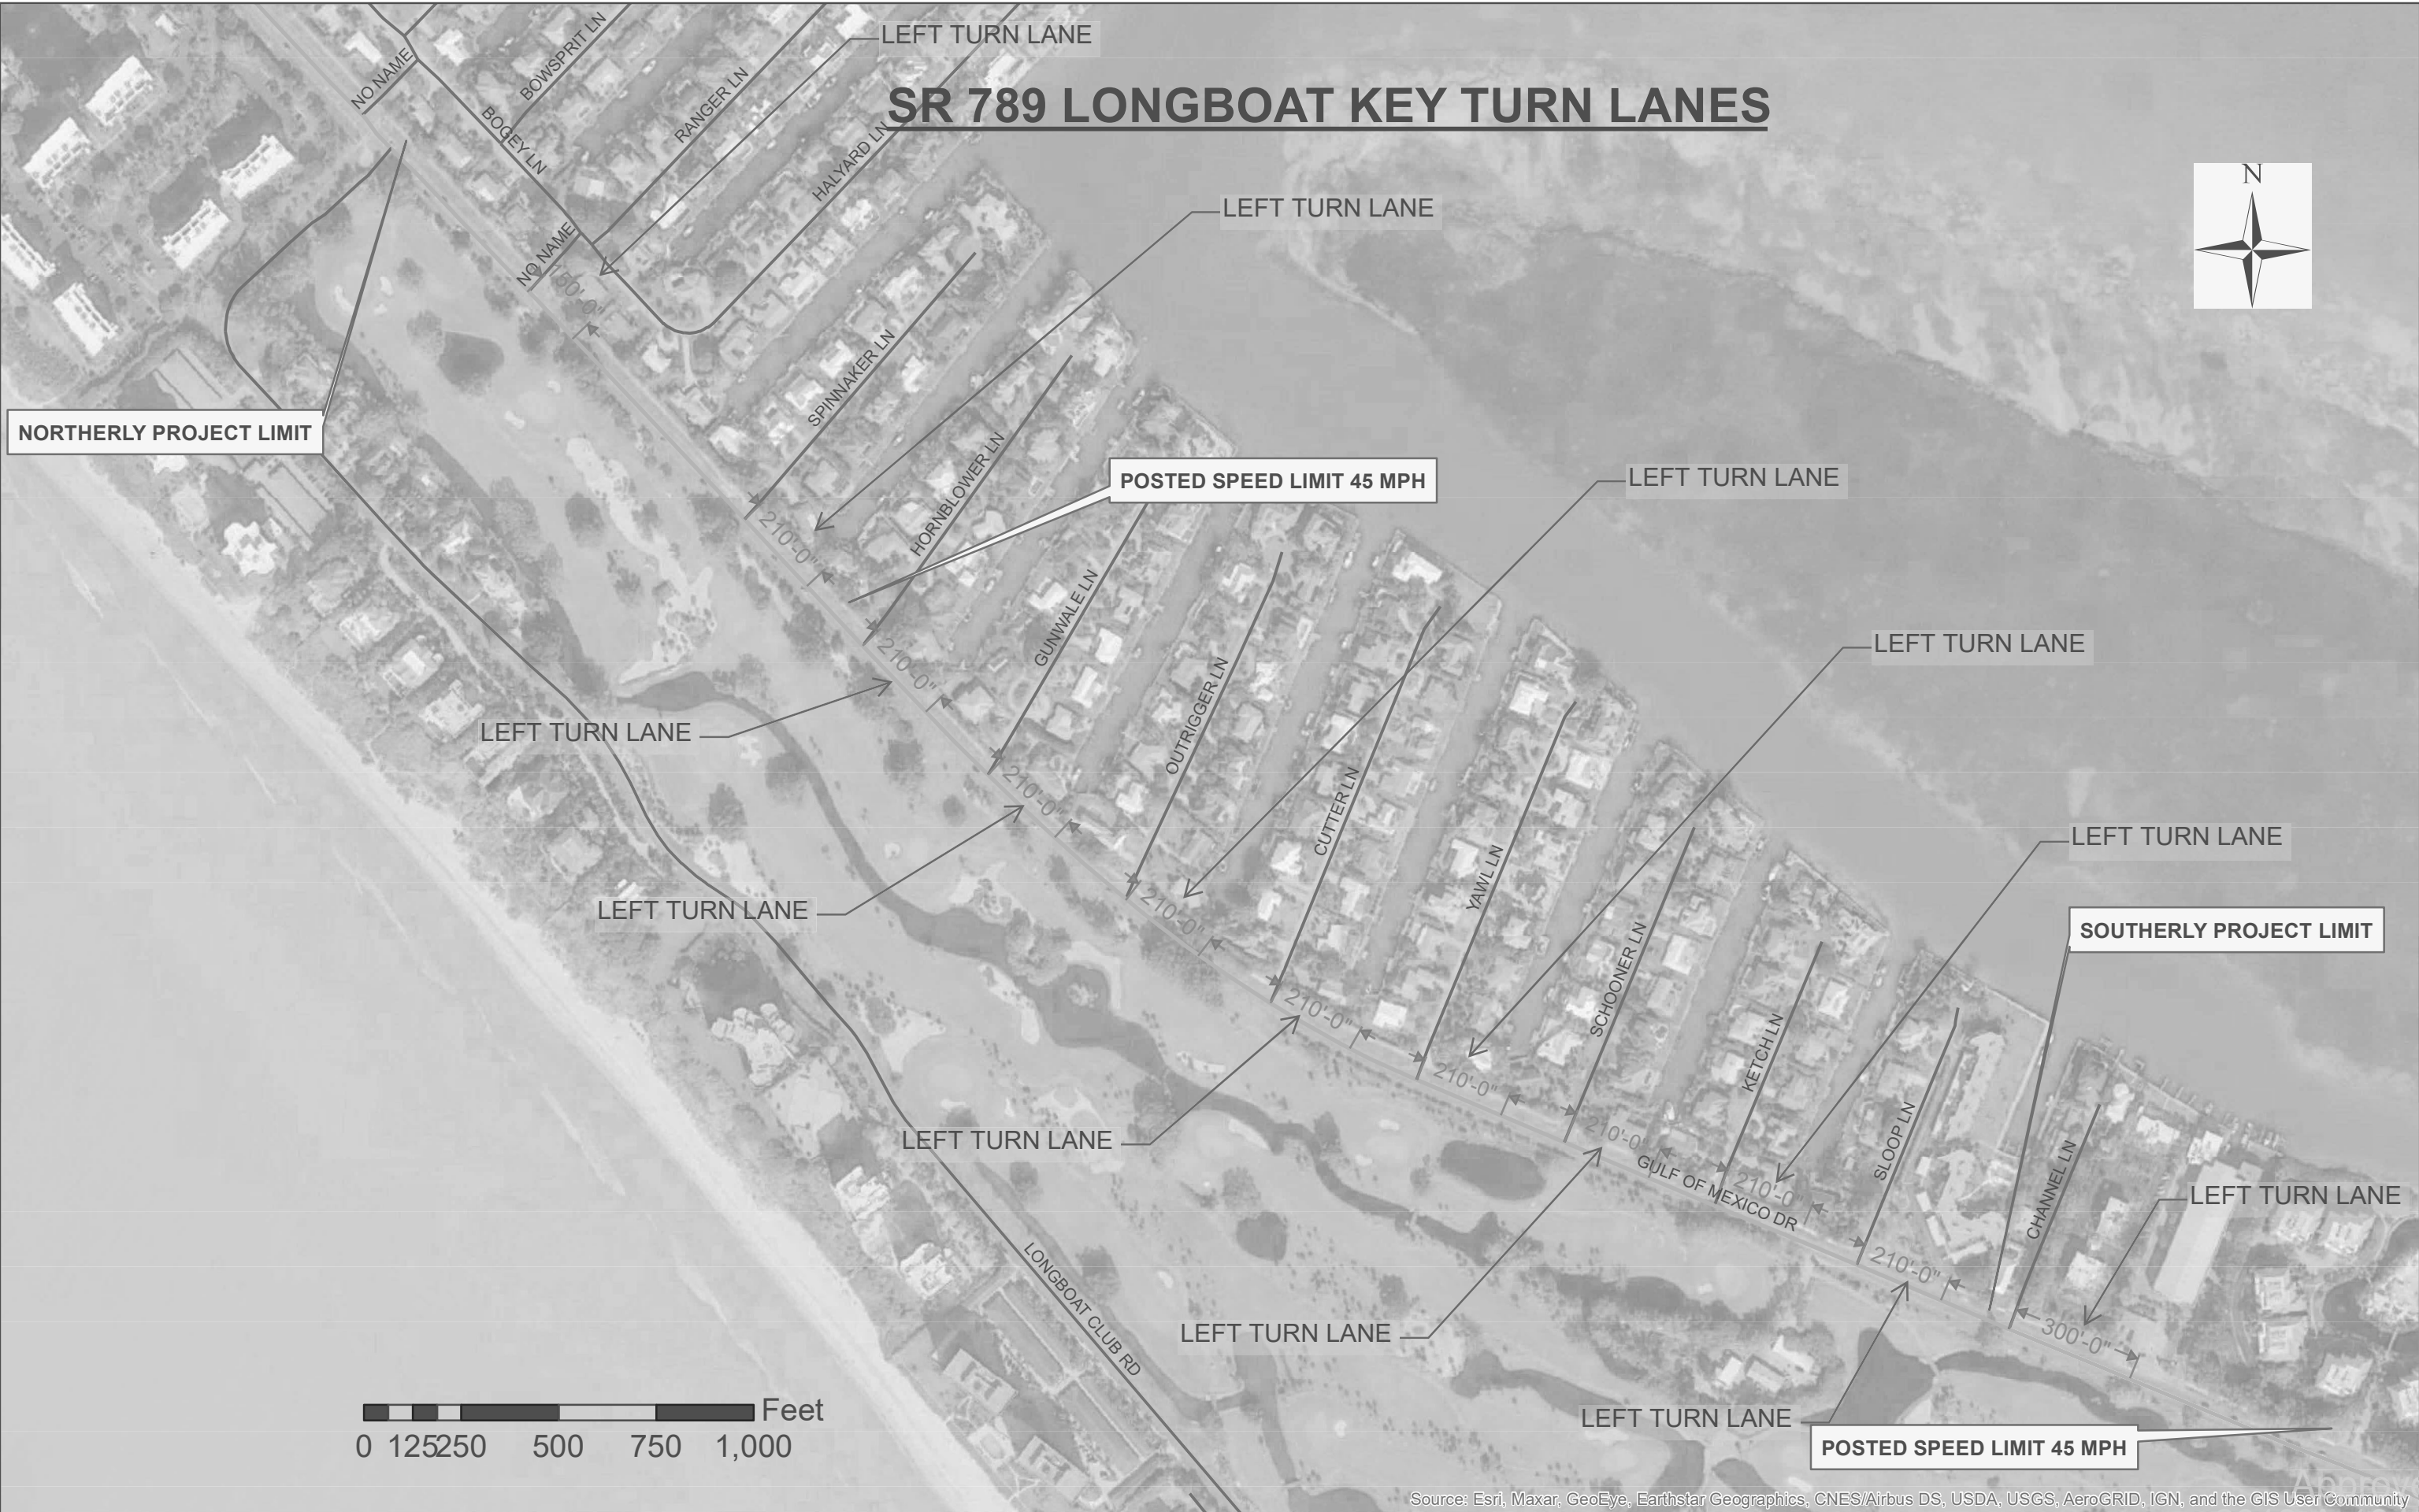 LEFT TURN LANE
BOWSPRIT LN
NO NAME
RANGER LN
SR 789 LONGBOAT KEY TURN LANES
BOGEY LN
HALYARD LN
N
LEFT TURN LANE
NO NAME
150'-0"
SPINNAKER LN
NORTHERLY PROJECT LIMIT
HORNBLOWER LN
POSTED SPEED LIMIT 45 MPH
LEFT TURN LANE
210'-0"
GUNWALE LN
LEFT TURN LANE
210'-0"
OUTRIGGER LN
LEFT TURN LANE
210'-0"
CUTTER LN
LEFT TURN LANE
YAWL LN
LEFT TURN LANE
210'-0"
SOUTHERLY PROJECT LIMIT
SCHOONER LN
210'-0"
KETCH LN
210'-0"
LEFT TURN LANE
210'-0"
SLOOP LN
GULF OF MEXICO DR
210'-0
CHANNEL LN
LEFT TURN LANE
210'-0"
LONGBOAT CLUB RD
LEFT TURN LANE
300'-0"
Feet
0 125 250 500 750 1,000
LEFT TURN LANE
POSTED SPEED LIMIT 45 MPH
Source: Esri, Maxar, GeoEye, Earthstar Geographics, CNES/Airbus DS, USDA, USGS, AeroGRID, IGN, and the GIS User Community